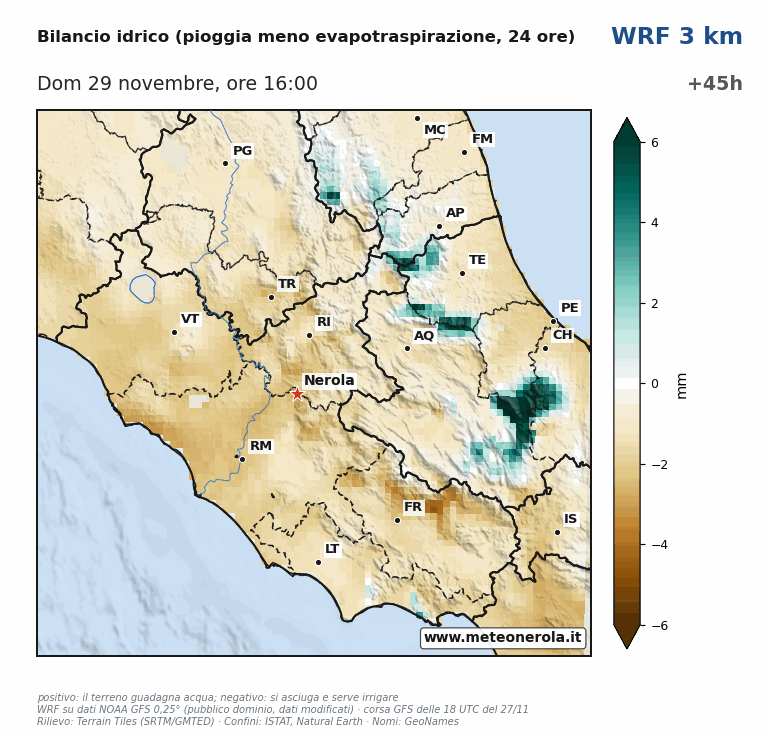 Bilancio idrico (pioggia meno evapotraspirazione, 24 ore)
WRF 3 km
Dom 29 novembre, ore 16:00
+45h
MC
FM
PG
AP
TE
TR
PE
VT
RI
AQ
CH
Nerola
RM
FR
IS
LT
www.meteonerola.it
6
4
2
0
−2
−4
−6
mm
positivo: il terreno guadagna acqua; negativo: si asciuga e serve irrigare
WRF su dati NOAA GFS 0,25° (pubblico dominio, dati modificati) · corsa GFS delle 18 UTC del 27/11
Rilievo: Terrain Tiles (SRTM/GMTED) · Confini: ISTAT, Natural Earth · Nomi: GeoNames